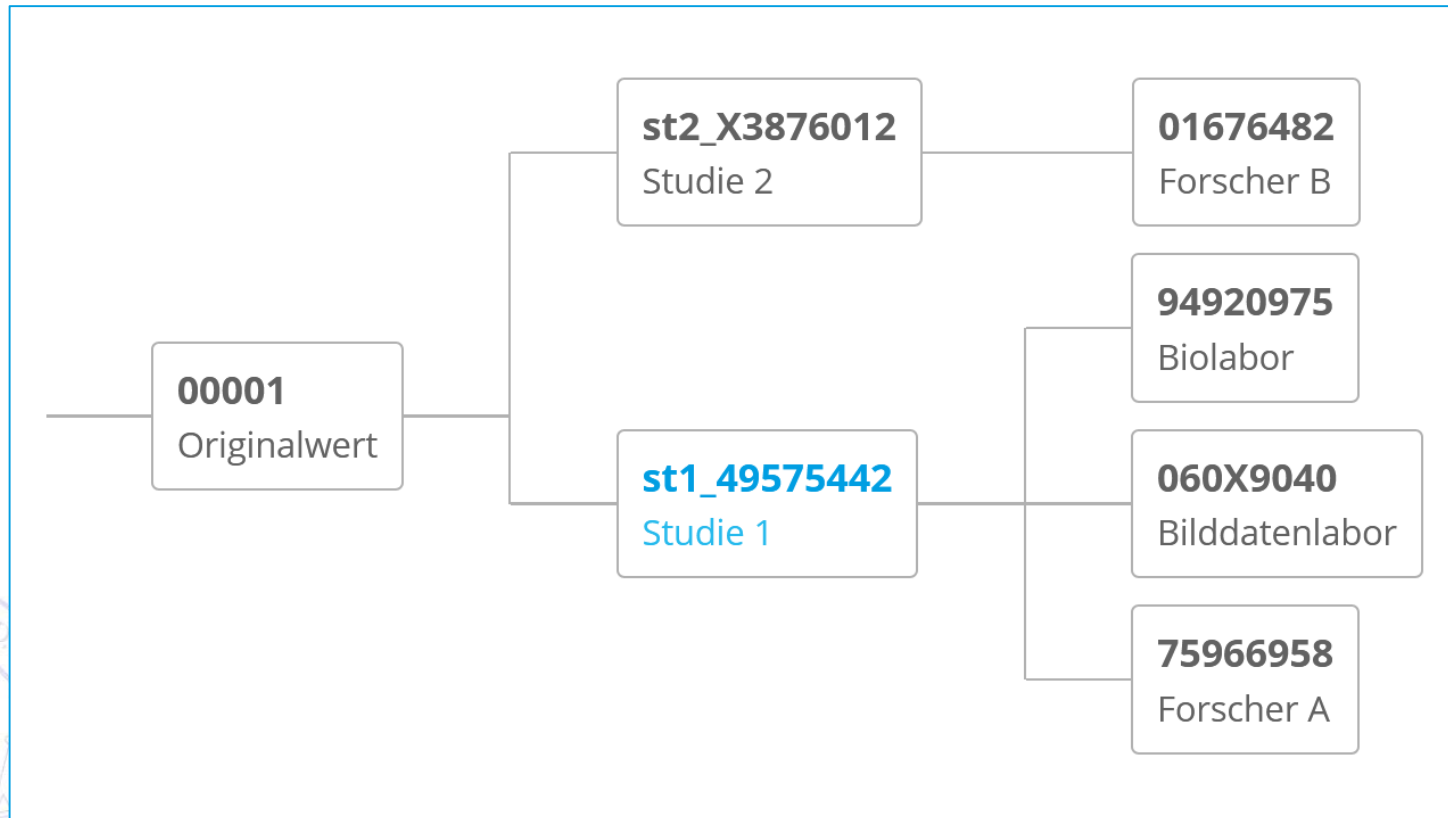 st2_X3876012
Studie 2
01676482
Forscher B
94920975
Biolabor
00001
Originalwert
st1_49575442
Studie 1
060X9040
Bilddatenlabor
75966958
Forscher A